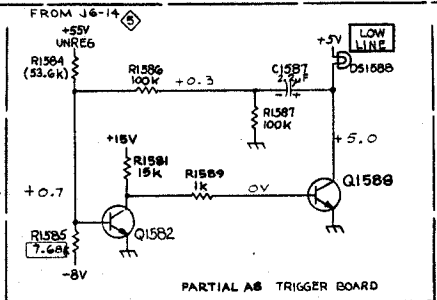 FROM J6-14 5
+55V
UNREG
R1584
(53.6k)
R1586
100k
+0.3
C1587
2.2µF
- +
+5V
LOW
LINE
DS1588
R1587
100k
+15V
R1581
15k
R1589
1k
0V
+5.0
Q1588
+0.7
R1585
7.68k
Q1582
-8V
PARTIAL A8 TRIGGER BOARD